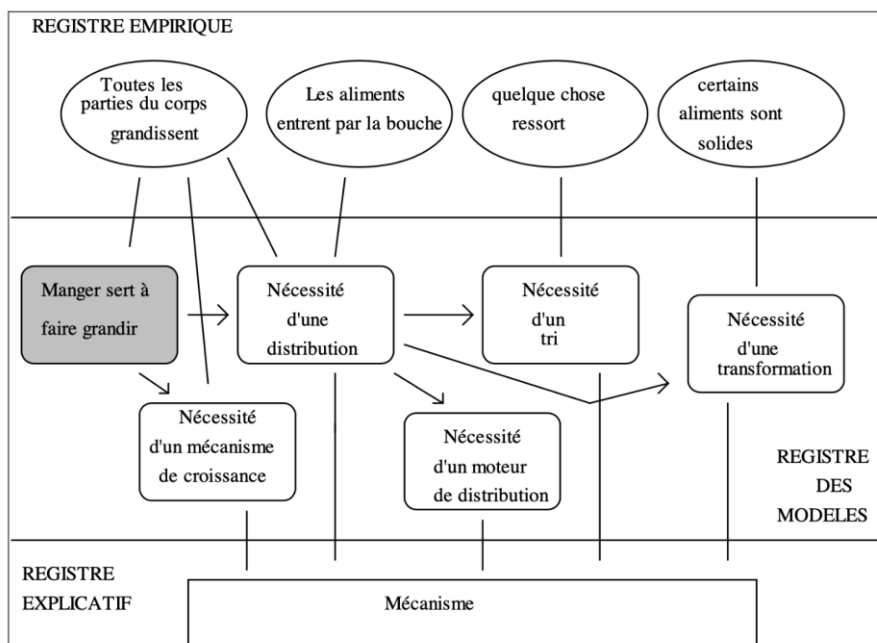 REGISTRE EMPIRIQUE
Toutes les
parties du corps
grandissent
Les aliments
entrent par la bouche
quelque chose
ressort
certains
aliments sont
solides
Manger sert à
faire grandir
Nécessité
d'une
distribution
Nécessité
d'un
tri
Nécessité
d'une
transformation
Nécessité
d'un mécanisme
de croissance
Nécessité
d'un moteur
de distribution
REGISTRE
DES
MODELES
REGISTRE
EXPLICATIF
Mécanisme